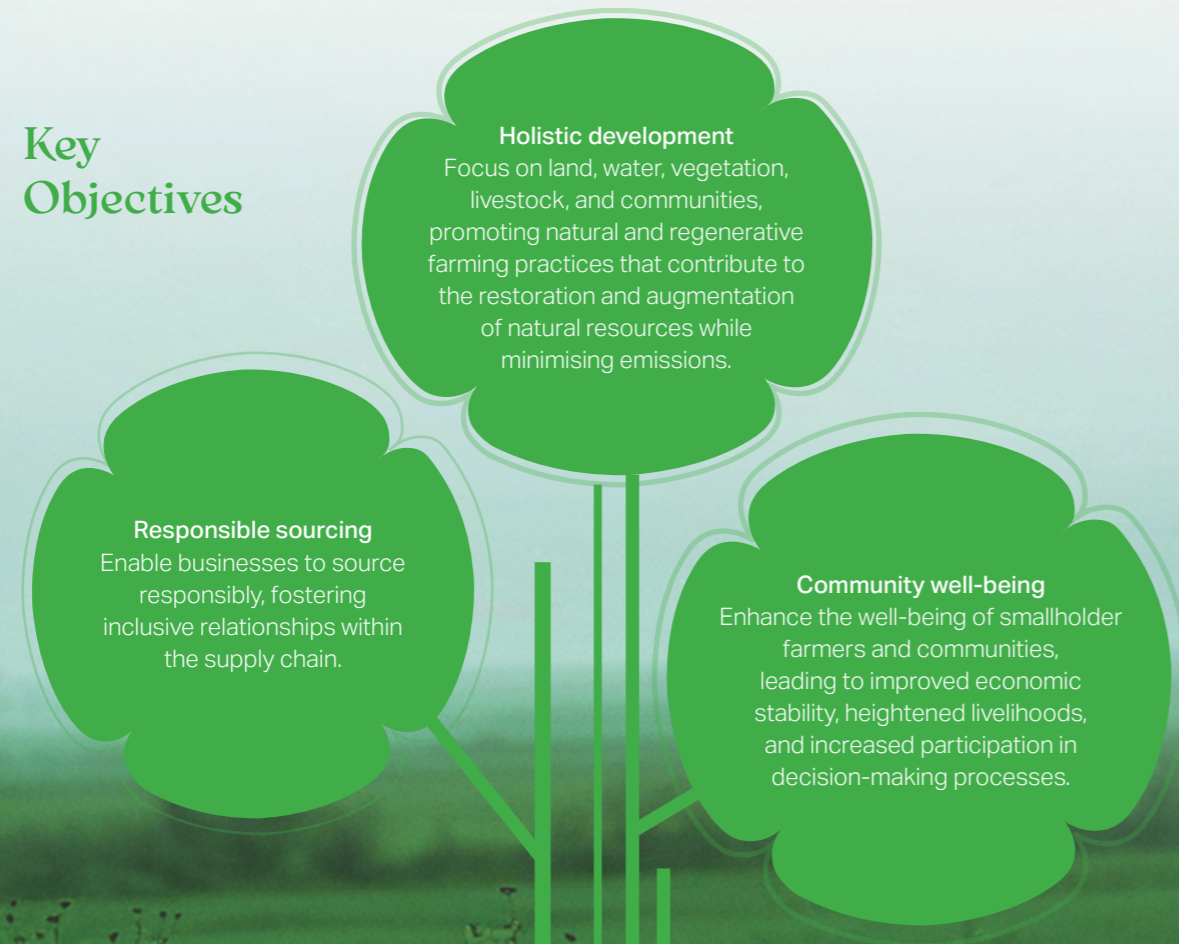 Key
Objectives
Holistic development
Focus on land, water, vegetation,
livestock, and communities,
promoting natural and regenerative
farming practices that contribute to
the restoration and augmentation
of natural resources while
minimising emissions.
Responsible sourcing
Enable businesses to source
responsibly, fostering
inclusive relationships within
the supply chain.
Community well-being
Enhance the well-being of smallholder
farmers and communities,
leading to improved economic
stability, heightened livelihoods,
and increased participation in
decision-making processes.